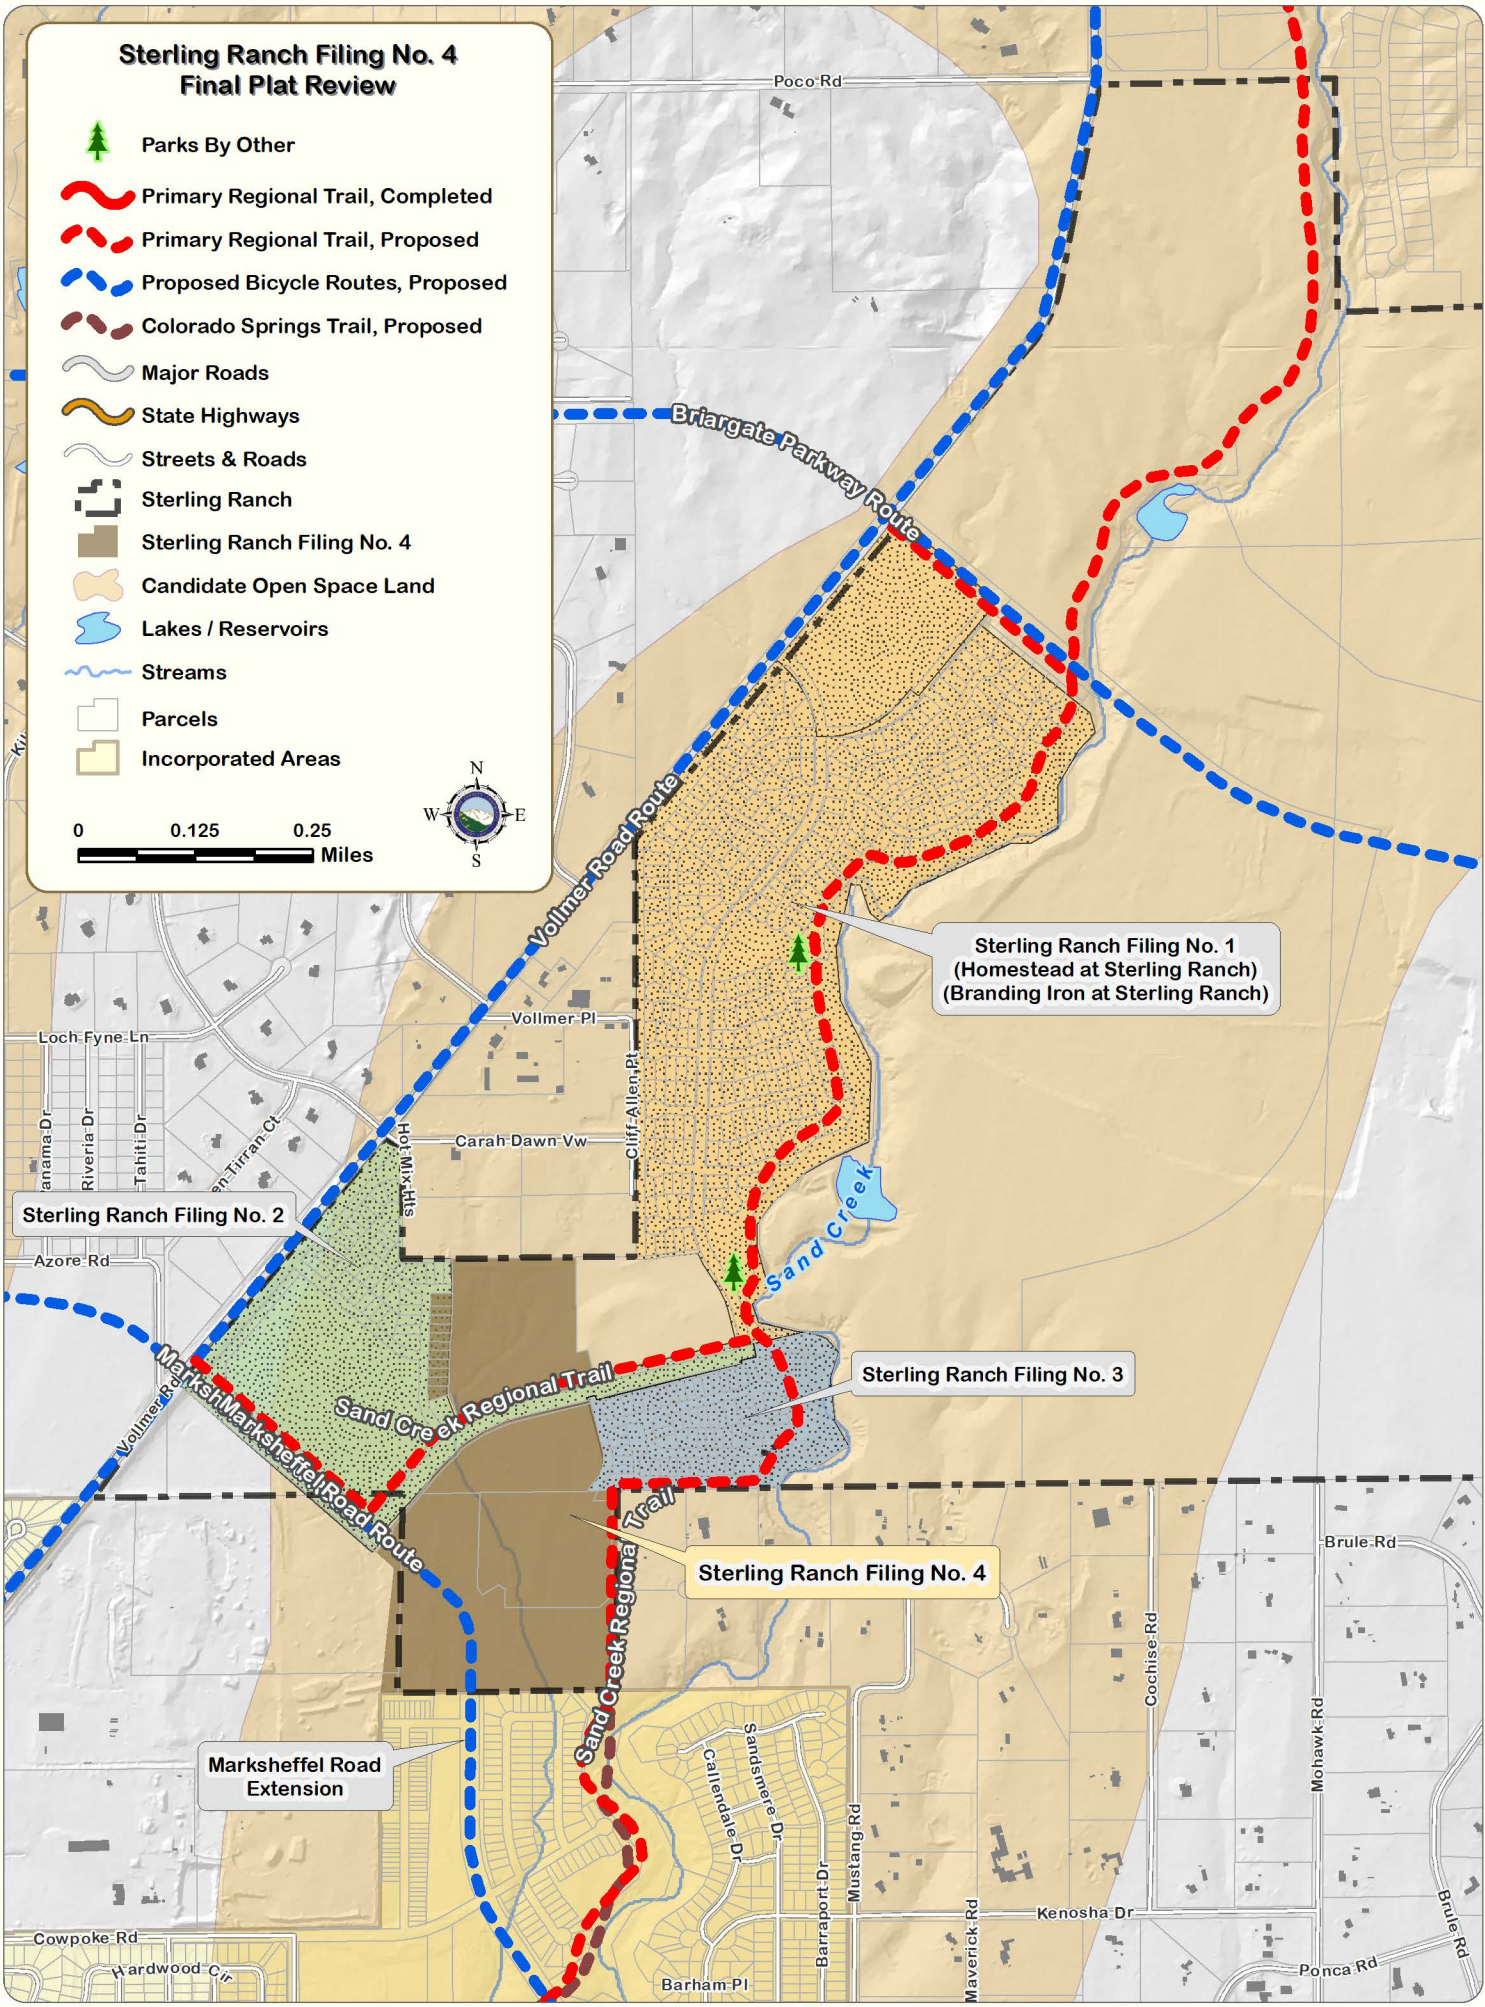 Sterling Ranch Filing No. 4
Final Plat Review
Parks By Other
Primary Regional Trail, Completed
Primary Regional Trail, Proposed
Proposed Bicycle Routes, Proposed
Colorado Springs Trail, Proposed
Major Roads
State Highways
Streets & Roads
Sterling Ranch
Sterling Ranch Filing No. 4
Candidate Open Space Land
Lakes / Reservoirs
Streams
Parcels
Incorporated Areas
N
W
E
S
0
0.125
0.25
Miles
Poco Rd
Briargate Parkway Route
Vollmer Road Route
Sterling Ranch Filing No. 1
(Homestead at Sterling Ranch)
(Branding Iron at Sterling Ranch)
Vollmer Pl
Loch Fyne Ln
Cliff Allen Pt
Riveria Dr
Tahiti Dr
Hot Mix Hts
Carah Dawn Vw
Sand Creek
Sterling Ranch Filing No. 2
Azore Rd
Vollmer Rd
Marksheffel Road Route
Sand Creek Regional Trail
Sterling Ranch Filing No. 3
Sand Creek Regional Trail
Sterling Ranch Filing No. 4
Brule Rd
Cochise Rd
Mohawk Rd
Marksheffel Road
Extension
Sandsmere Dr
Callendale Dr
Barraport Dr
Mustang Rd
Maverick Rd
Kenosha Dr
Brule Rd
Ponca Rd
Cowpoke Rd
Hardwood Cir
Barham Pl